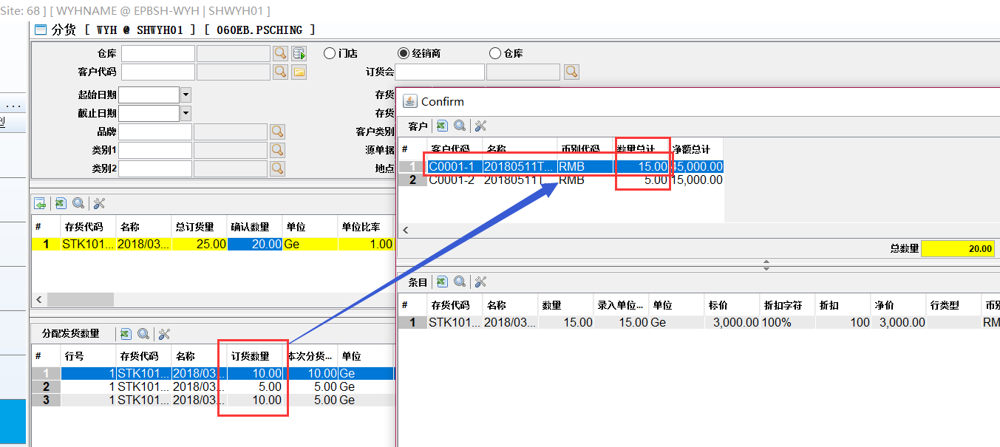 Site: 68 ] [ WYHNAME @ EPBSH-WYH | SHWYH01 ]
分货 [ WYH @ SHWYH01 ] [ 060EB.PSCHING ]
仓库 门店 经销商 仓库
客户代码 订货会
起始日期 存货
截止日期 存货
品牌 客户类别
类别1 源单据
类别2 地点
...
型
# 存货代码 名称 总订货量 确认数量 单位 单位比率
1 STK101... 2018/03... 25.00 20.00 Ge 1.00
分配发货数量
# 行号 存货代码 名称 订货数量 本次分货... 单位
1 1 STK101... 2018/03... 10.00 10.00 Ge
2 1 STK101... 2018/03... 5.00 5.00 Ge
3 1 STK101... 2018/03... 10.00 5.00 Ge
Confirm
客户
# 客户代码 名称 币别代码 数量总计 净额总计
1 C0001-1 20180511T... RMB 15.00 45,000.00
2 C0001-2 20180511T... RMB 5.00 15,000.00
总数量 20.00
条目
# 存货代码 名称 数量 录入单位... 单位 标价 折扣字符 折扣 净价 行类型 币别
1 STK101... 2018/03... 15.00 15.00 Ge 3,000.00 100% 100 3,000.00 RM